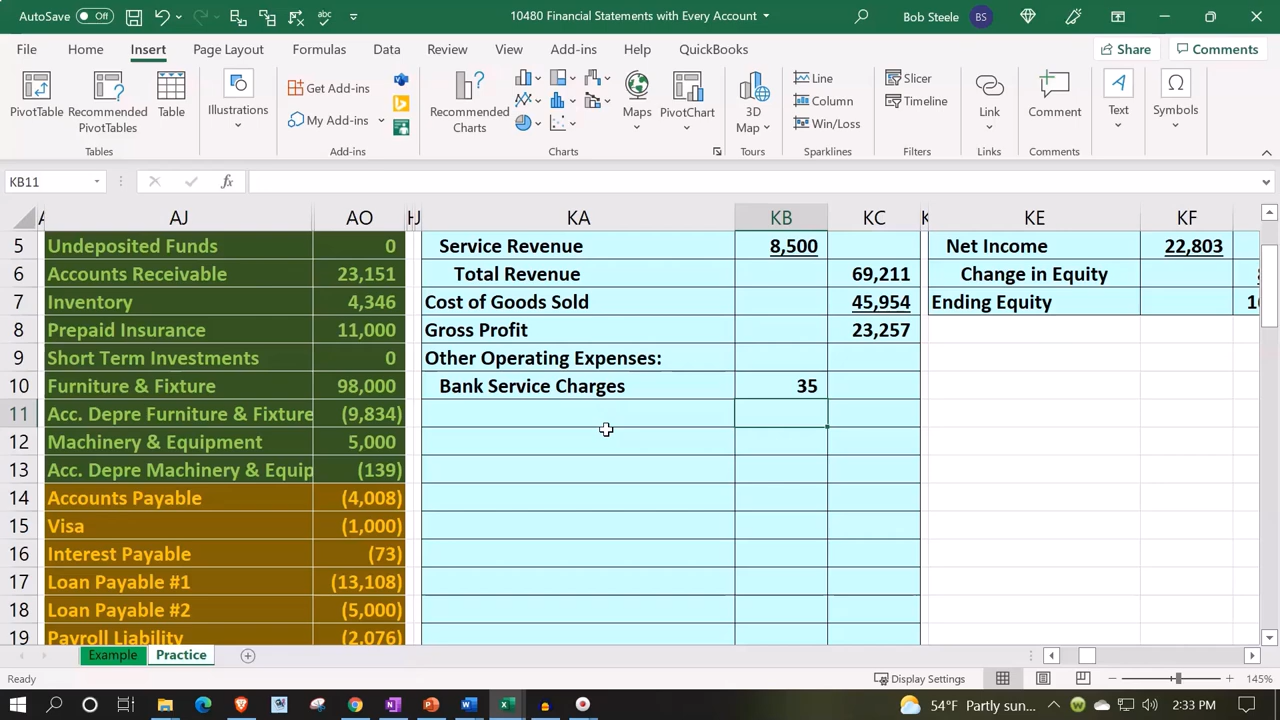 AutoSave Off 10480 Financial Statements with Every Account Bob Steele BS
File Home Insert Page Layout Formulas Data Review View Add-ins Help QuickBooks Share Comments
PivotTable Recommended PivotTables Table Illustrations Get Add-ins My Add-ins Recommended Charts Maps PivotChart 3D Map Line Column Win/Loss Slicer Timeline Link Comment Text Symbols
Tables Add-ins Charts Tours Sparklines Filters Links Comments
KB11 fx
AJ AO KA KB KC KE KF
5 Undeposited Funds 0 Service Revenue 8,500 Net Income 22,803
6 Accounts Receivable 23,151 Total Revenue 69,211 Change in Equity
7 Inventory 4,346 Cost of Goods Sold 45,954 Ending Equity
8 Prepaid Insurance 11,000 Gross Profit 23,257
9 Short Term Investments 0 Other Operating Expenses:
10 Furniture & Fixture 98,000 Bank Service Charges 35
11 Acc. Depre Furniture & Fixture (9,834)
12 Machinery & Equipment 5,000
13 Acc. Depre Machinery & Equip (139)
14 Accounts Payable (4,008)
15 Visa (1,000)
16 Interest Payable (73)
17 Loan Payable #1 (13,108)
18 Loan Payable #2 (5,000)
19 Payroll Liability (2,076)
Example Practice
Ready Display Settings 145%
54°F Partly sun... 2:33 PM